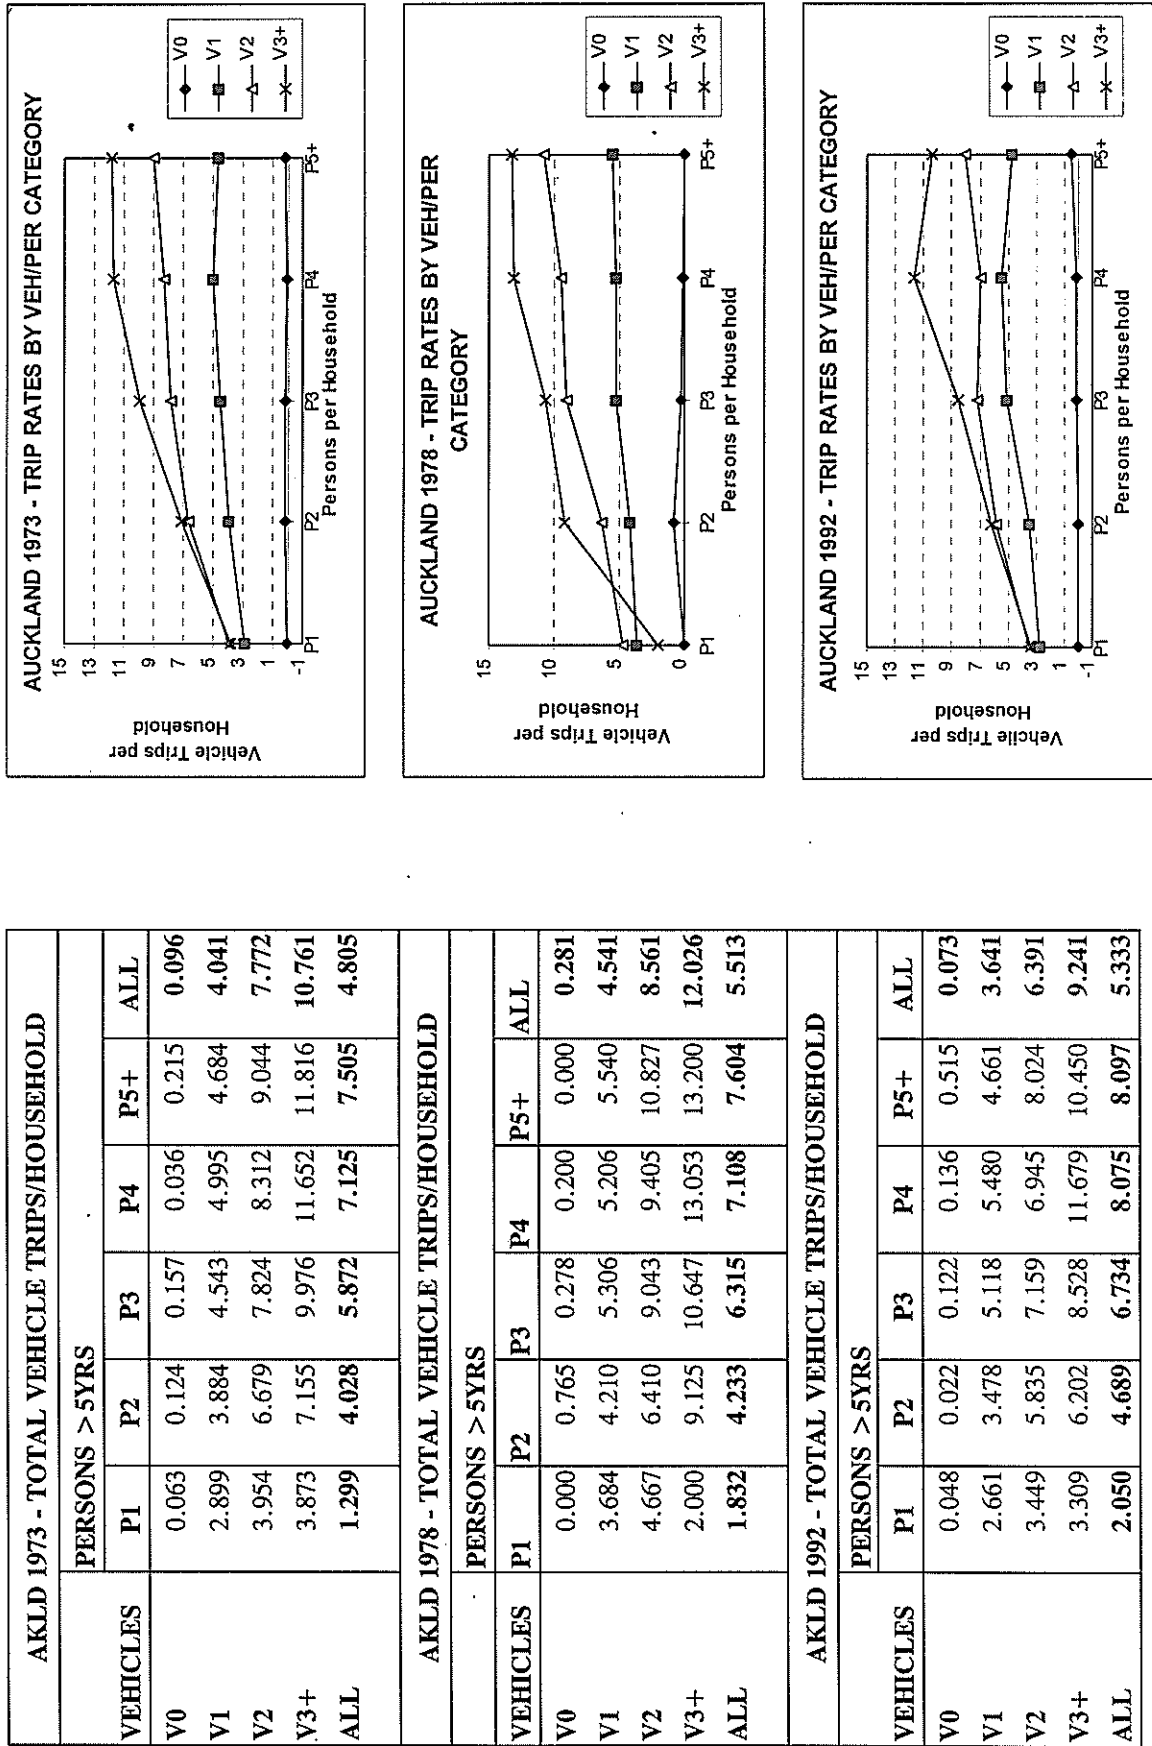 AKLD 1973 - TOTAL VEHICLE TRIPS/HOUSEHOLD
PERSONS > 5YRS
VEHICLES P1 P2 P3 P4 P5+ ALL
V0 0.063 0.124 0.157 0.036 0.215 0.096
V1 2.899 3.884 4.543 4.995 4.684 4.041
V2 3.954 6.679 7.824 8.312 9.044 7.772
V3+ 3.873 7.155 9.976 11.652 11.816 10.761
ALL 1.299 4.028 5.872 7.125 7.505 4.805
AKLD 1978 - TOTAL VEHICLE TRIPS/HOUSEHOLD
PERSONS > 5YRS
VEHICLES P1 P2 P3 P4 P5+ ALL
V0 0.000 0.765 0.278 0.200 0.000 0.281
V1 3.684 4.210 5.306 5.206 5.540 4.541
V2 4.667 6.410 9.043 9.405 10.827 8.561
V3+ 2.000 9.125 10.647 13.053 13.200 12.026
ALL 1.832 4.233 6.315 7.108 7.604 5.513
AKLD 1992 - TOTAL VEHICLE TRIPS/HOUSEHOLD
PERSONS > 5YRS
VEHICLES P1 P2 P3 P4 P5+ ALL
V0 0.048 0.022 0.122 0.136 0.515 0.073
V1 2.661 3.478 5.118 5.480 4.661 3.641
V2 3.449 5.835 7.159 6.945 8.024 6.391
V3+ 3.309 6.202 8.528 11.679 10.450 9.241
ALL 2.050 4.689 6.734 8.075 8.097 5.333
AUCKLAND 1973 - TRIP RATES BY VEH/PER CATEGORY
Vehicle Trips per
Household
15
13
11
9
7
5
3
1
-1
P1 P2 P3 P4 P5+
Persons per Household
V0
V1
V2
V3+
AUCKLAND 1978 - TRIP RATES BY VEH/PER
CATEGORY
Vehicle Trips per
Household
15
10
5
0
P1 P2 P3 P4 P5+
Persons per Household
V0
V1
V2
V3+
AUCKLAND 1992 - TRIP RATES BY VEH/PER CATEGORY
Vehcile Trips per
Household
15
13
11
9
7
5
3
1
-1
P1 P2 P3 P4 P5+
Persons per Household
V0
V1
V2
V3+